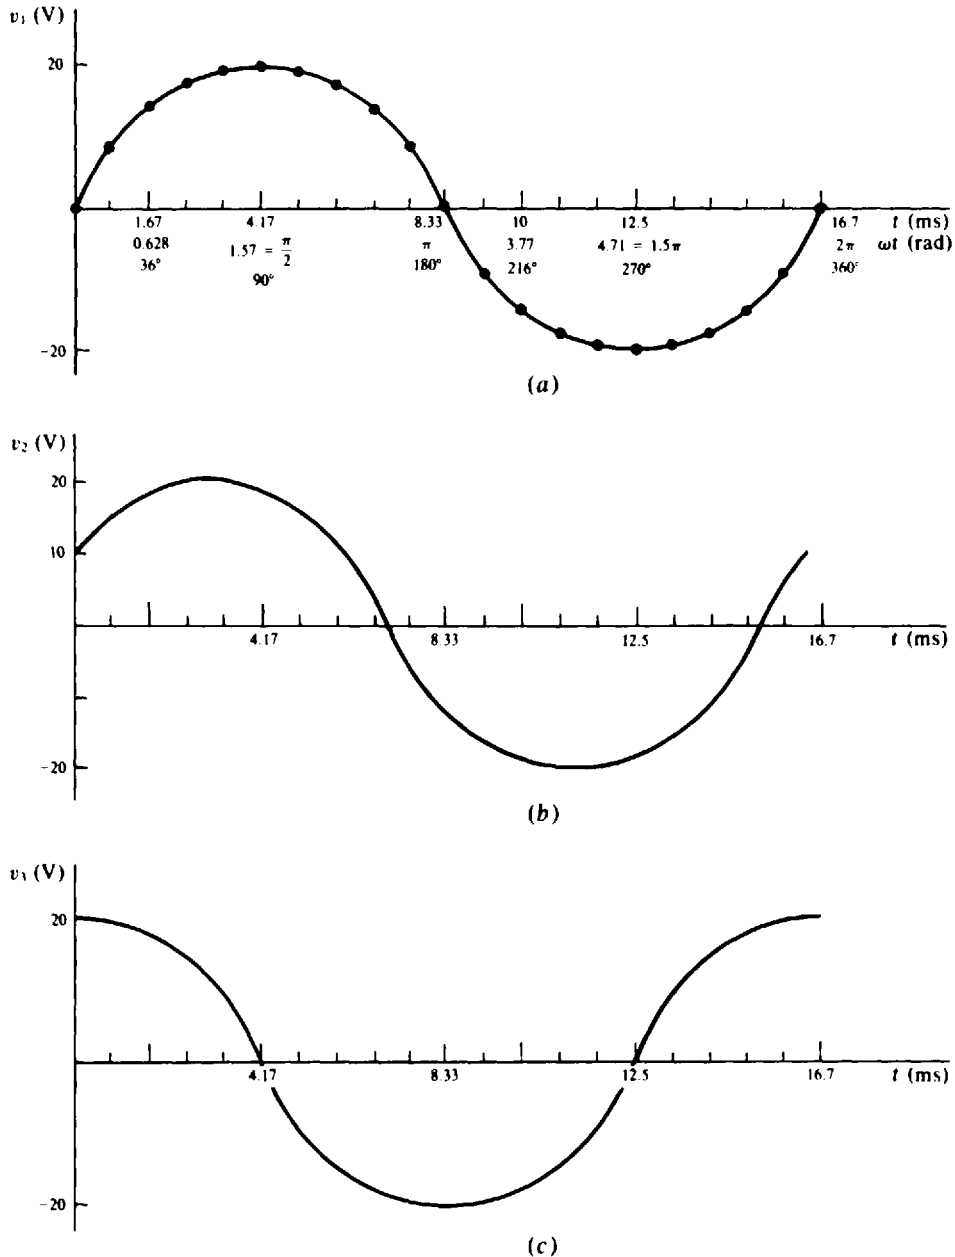 v₁ (V)
20
1.67 4.17 8.33 10 12.5 16.7 t (ms)
0.628 1.57 = π/2 π 3.77 4.71 = 1.5π 2π ωt (rad)
36° 90° 180° 216° 270° 360°
-20
(a)
v₂ (V)
20
10
4.17 8.33 12.5 16.7 t (ms)
-20
(b)
v₃ (V)
20
4.17 8.33 12.5 16.7 t (ms)
-20
(c)